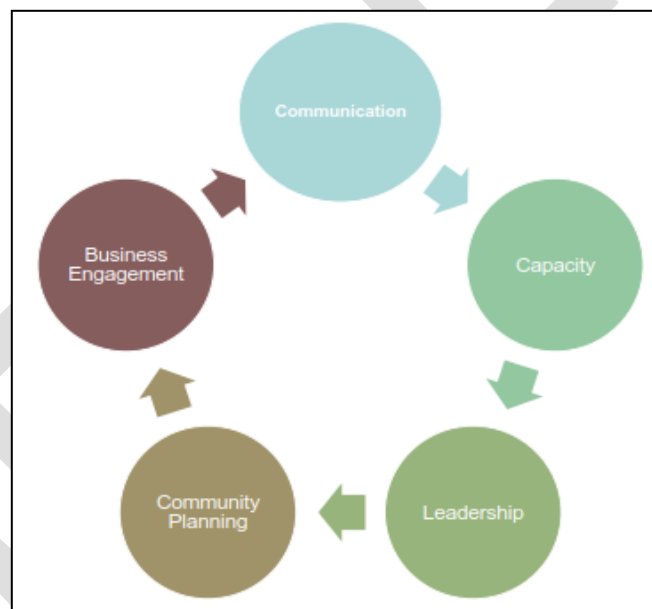 Communication
Capacity
Leadership
Community
Planning
Business
Engagement